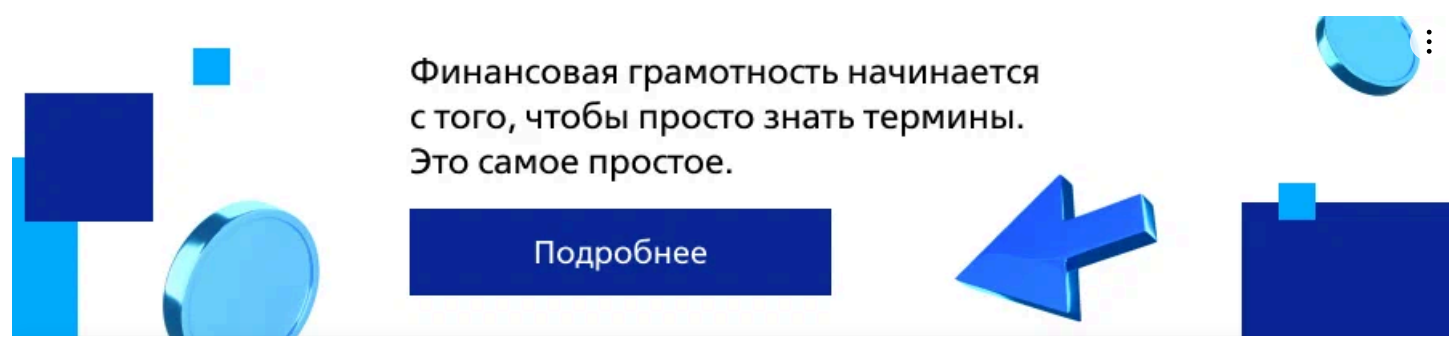 Финансовая грамотность начинается
с того, чтобы просто знать термины.
Это самое простое.
Подробнее